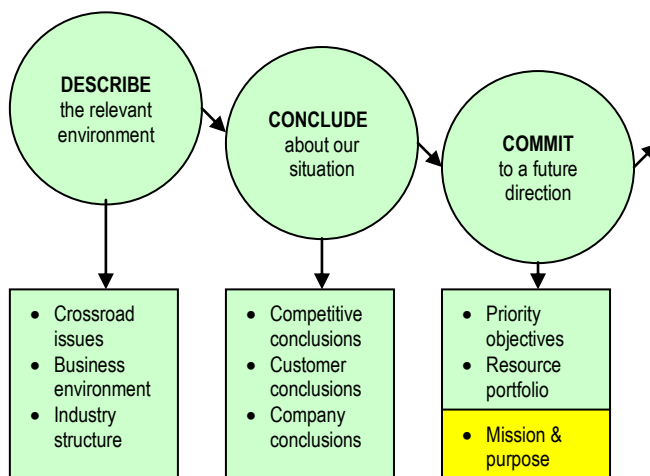 DESCRIBE
the relevant
environment
CONCLUDE
about our
situation
COMMIT
to a future
direction
• Crossroad
issues
• Business
environment
• Industry
structure
• Competitive
conclusions
• Customer
conclusions
• Company
conclusions
• Priority
objectives
• Resource
portfolio
• Mission &
purpose